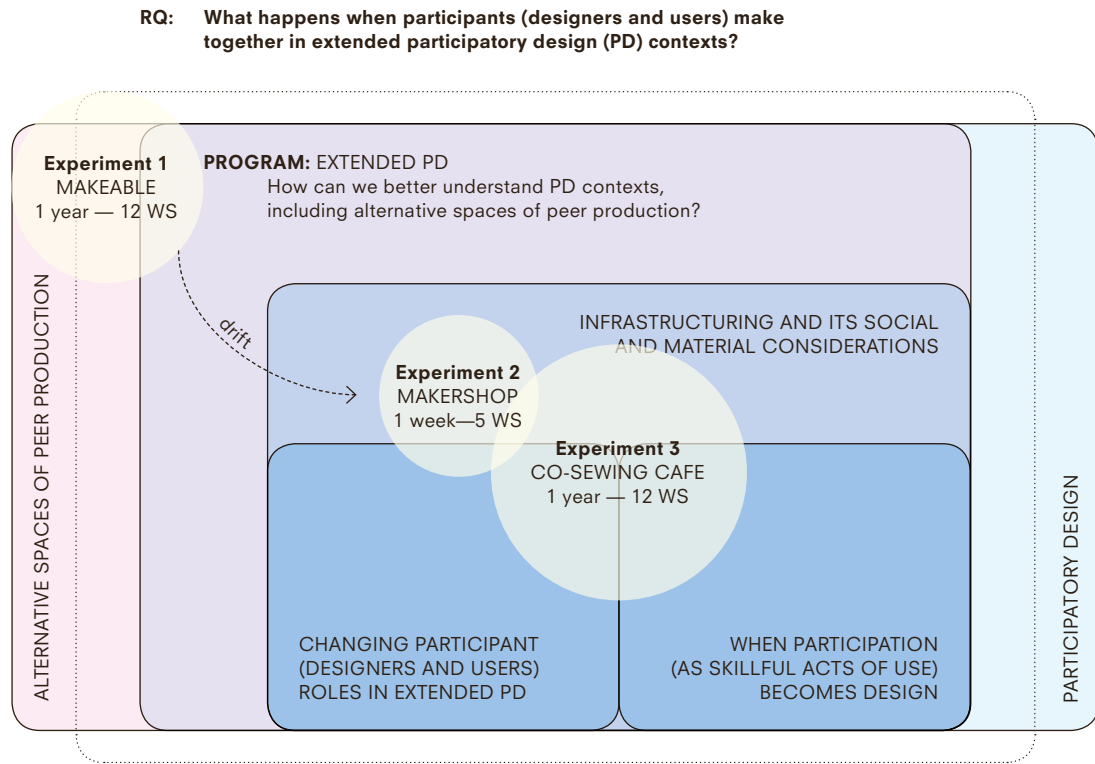 RQ: What happens when participants (designers and users) make
together in extended participatory design (PD) contexts?
Experiment 1
MAKEABLE
1 year — 12 WS
PROGRAM: EXTENDED PD
How can we better understand PD contexts,
including alternative spaces of peer production?
ALTERNATIVE SPACES OF PEER PRODUCTION
drift
INFRASTRUCTURING AND ITS SOCIAL
AND MATERIAL CONSIDERATIONS
Experiment 2
MAKERSHOP
1 week—5 WS
Experiment 3
CO-SEWING CAFE
1 year — 12 WS
CHANGING PARTICIPANT
(DESIGNERS AND USERS)
ROLES IN EXTENDED PD
WHEN PARTICIPATION
(AS SKILLFUL ACTS OF USE)
BECOMES DESIGN
PARTICIPATORY DESIGN